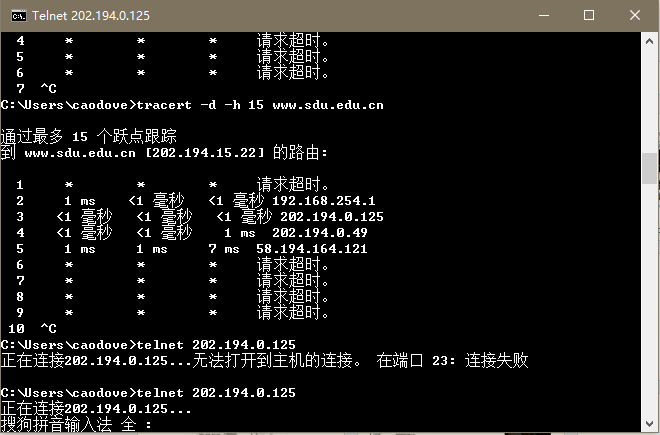 Telnet 202.194.0.125
4 * * * 请求超时。
5 * * * 请求超时。
6 * * * 请求超时。
7 ^C
C:\Users\caodove>tracert -d -h 15 www.sdu.edu.cn
通过最多 15 个跃点跟踪
到 www.sdu.edu.cn [202.194.15.22] 的路由:
1 * * * 请求超时。
2 1 ms <1 毫秒 <1 毫秒 192.168.254.1
3 <1 毫秒 <1 毫秒 <1 毫秒 202.194.0.125
4 <1 毫秒 <1 毫秒 1 ms 202.194.0.49
5 1 ms 1 ms 7 ms 58.194.164.121
6 * * * 请求超时。
7 * * * 请求超时。
8 * * * 请求超时。
9 * * * 请求超时。
10 ^C
C:\Users\caodove>telnet 202.194.0.125
正在连接202.194.0.125...无法打开到主机的连接。 在端口 23: 连接失败
C:\Users\caodove>telnet 202.194.0.125
正在连接202.194.0.125...
搜狗拼音输入法 全 :